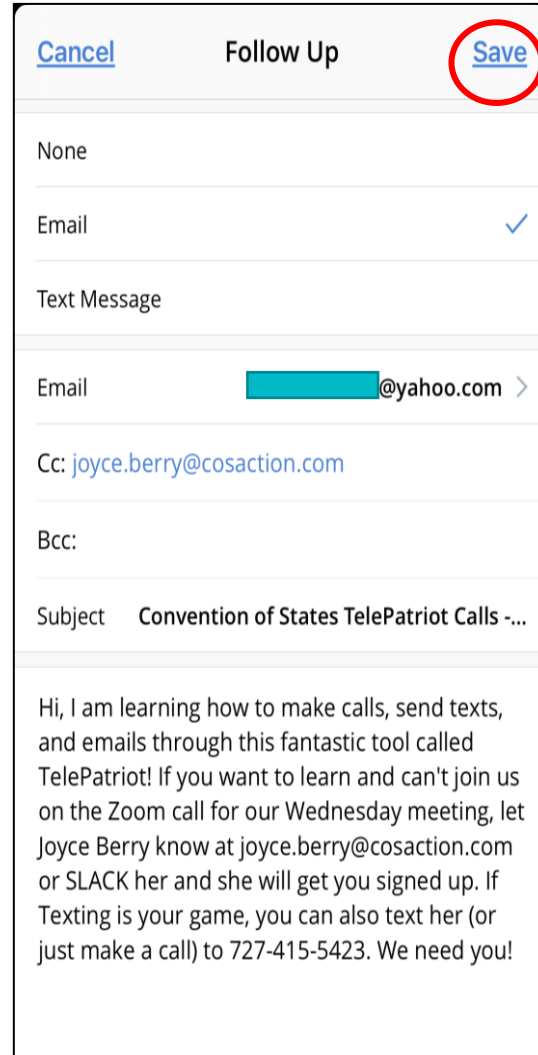 Cancel Follow Up Save
None
Email
Text Message
Email @yahoo.com
Cc: joyce.berry@cosaction.com
Bcc:
Subject Convention of States TelePatriot Calls -...
Hi, I am learning how to make calls, send texts,
and emails through this fantastic tool called
TelePatriot! If you want to learn and can't join us
on the Zoom call for our Wednesday meeting, let
Joyce Berry know at joyce.berry@cosaction.com
or SLACK her and she will get you signed up. If
Texting is your game, you can also text her (or
just make a call) to 727-415-5423. We need you!